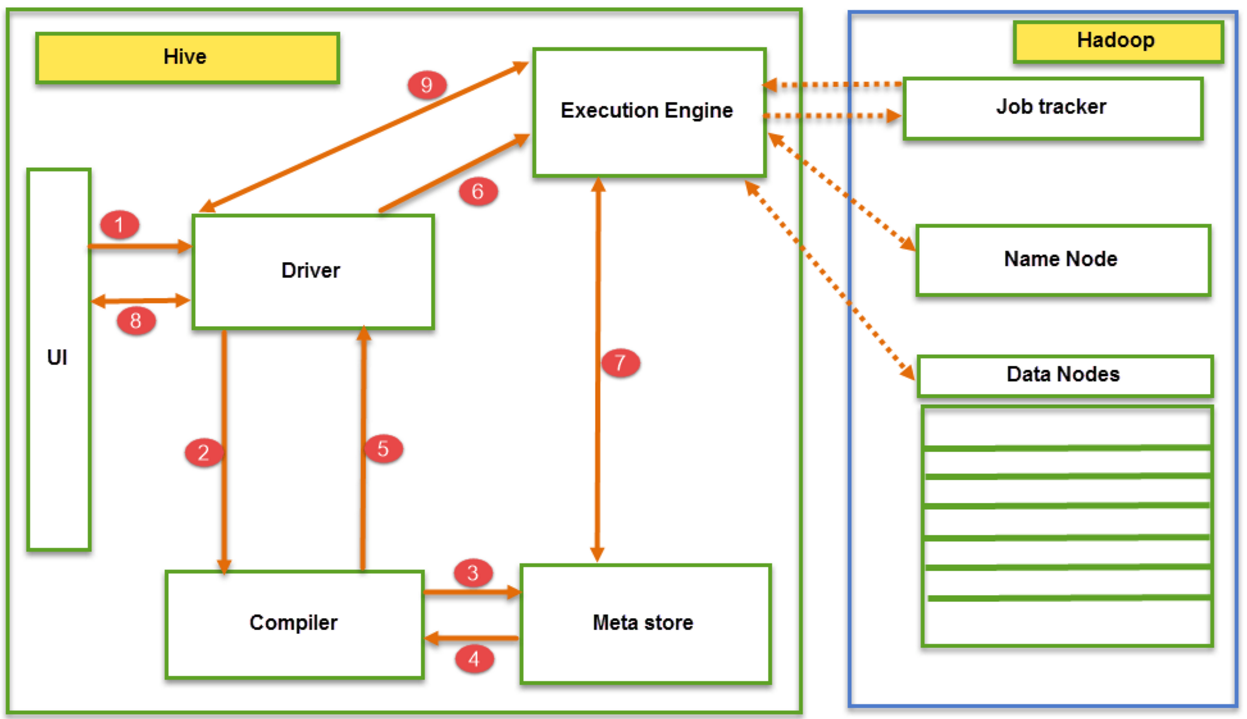 Hive
Hadoop
9
Execution Engine
Job tracker
6
1
Driver
Name Node
8
UI
7
Data Nodes
2
5
3
Compiler
Meta store
4